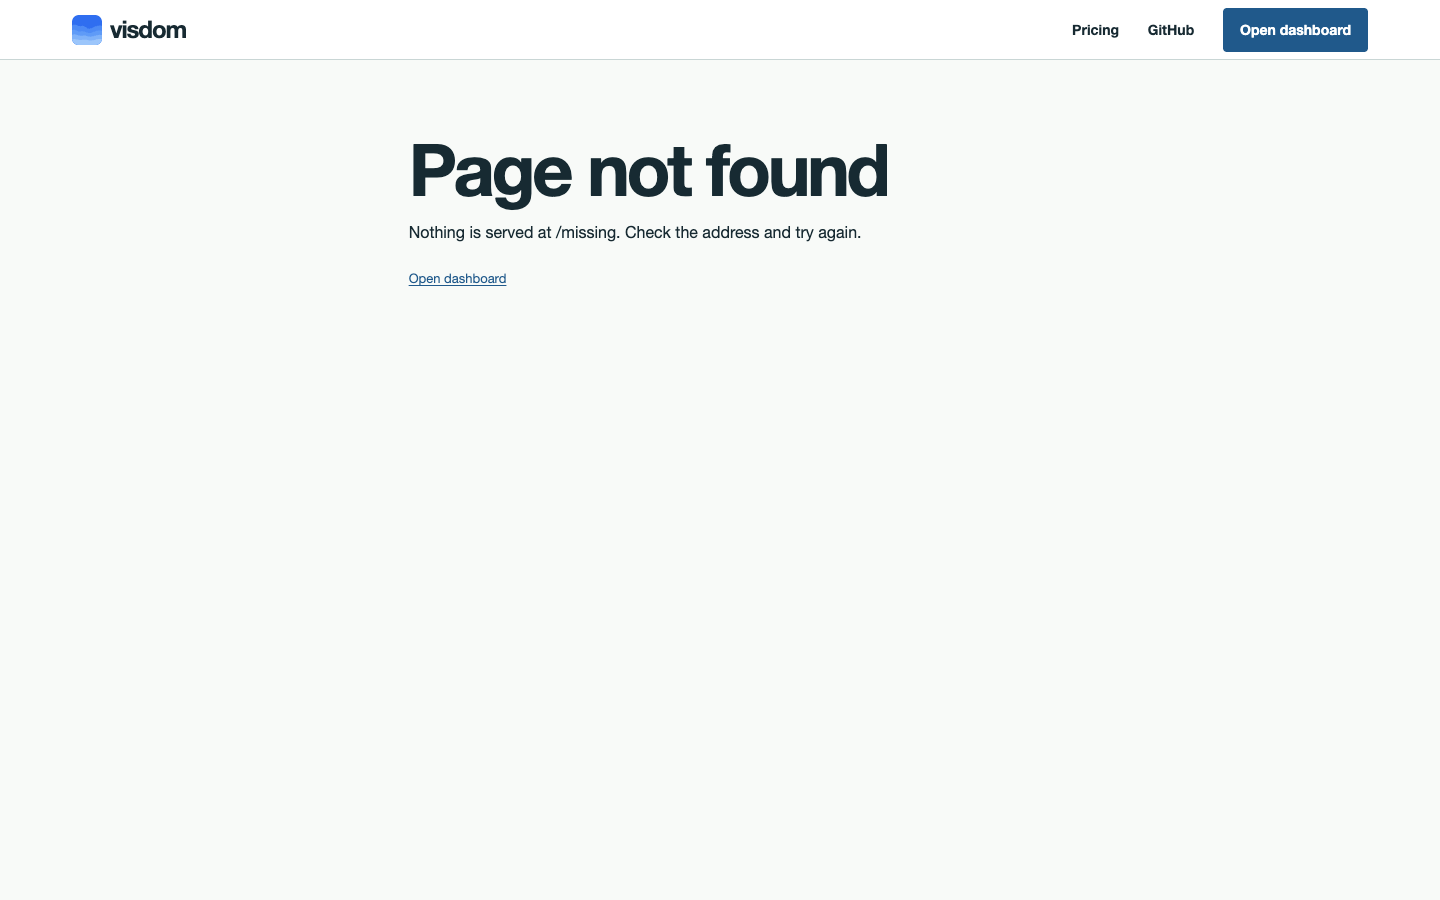 visdom
Pricing
GitHub
Open dashboard
Page not found
Nothing is served at /missing. Check the address and try again.
Open dashboard